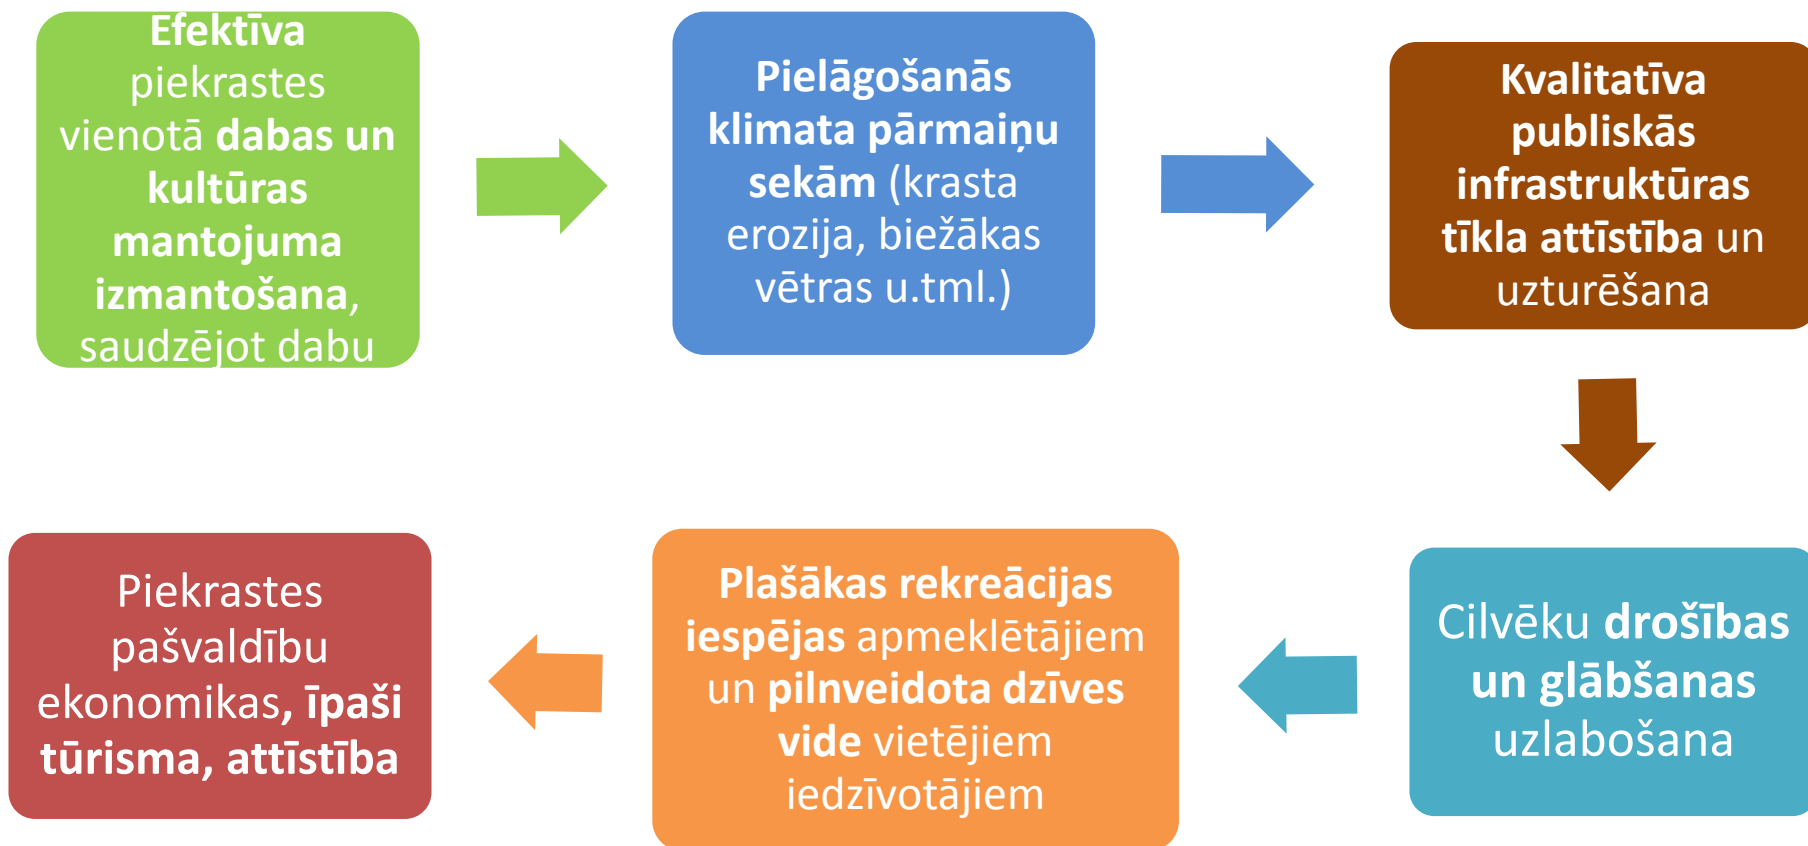 Efektīva
piekrastes
vienotā dabas un
kultūras
mantojuma
izmantošana,
saudzējot dabu
Pielāgošanās
klimata pārmaiņu
sekām (krasta
erozija, biežākas
vētras u.tml.)
Kvalitatīva
publiskās
infrastruktūras
tīkla attīstība un
uzturēšana
Cilvēku drošības
un glābšanas
uzlabošana
Plašākas rekreācijas
iespējas apmeklētājiem
un pilnveidota dzīves
vide vietējiem
iedzīvotājiem
Piekrastes
pašvaldību
ekonomikas, īpaši
tūrisma, attīstība